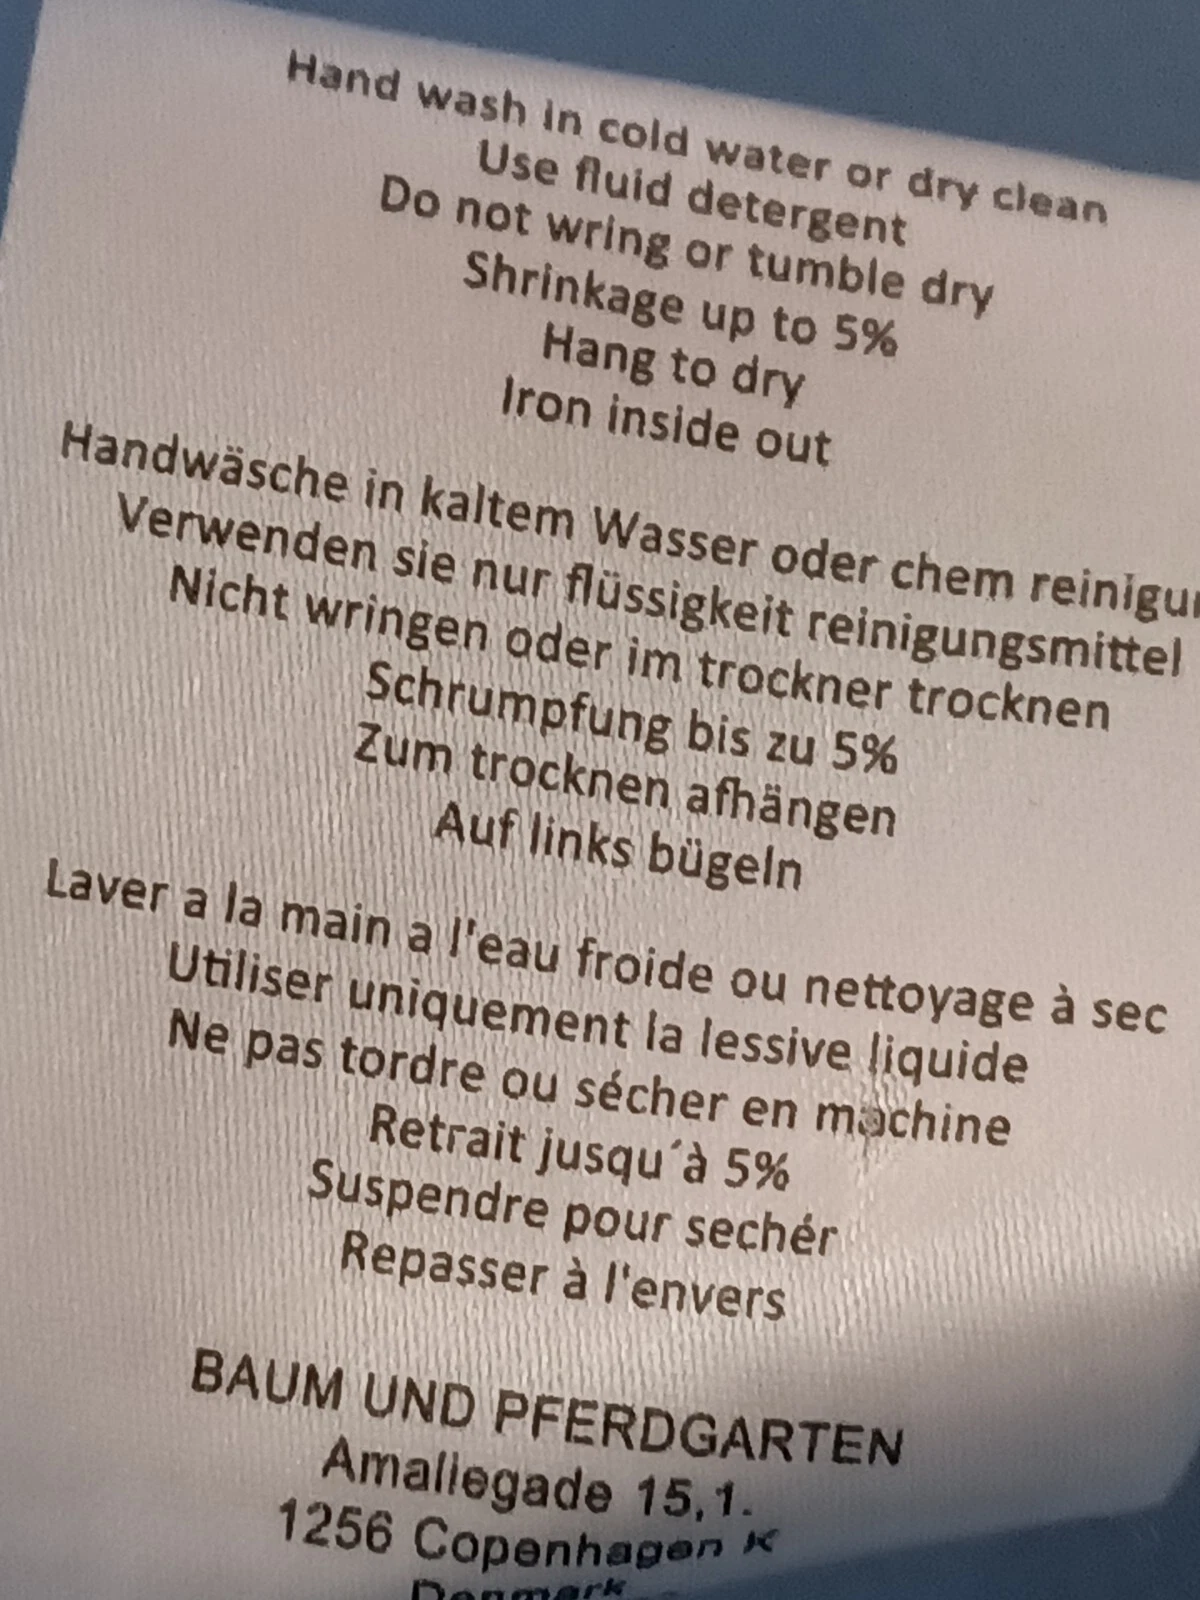 Hand wash in cold water or dry clean
Use fluid detergent
Do not wring or tumble dry
Shrinkage up to 5%
Hang to dry
Iron inside out
Handwäsche in kaltem Wasser oder chem
Verwenden sie nur flüssigkeit reinigungsmittel
Nicht wringen oder im trockner trocknen
Schrumpfung bis zu 5%
Zum trocknen afhängen
Auf links bügeln
Laver a la main a l'eau froide ou nettoyage à sec
Utiliser uniquement la lessive liquide
Ne pas tordre ou sécher en machine
Retrait jusqu´à 5%
Suspendre pour sechér
Repasser à l'envers
BAUM UND PFERDGARTEN
Amaliegade 15,1.
1256 Copenhagen K
Denmark